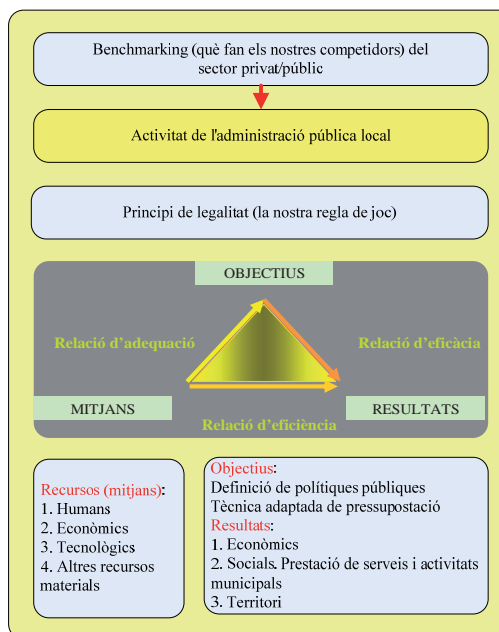 Benchmarking (què fan els nostres competidors) del
sector privat/públic
Activitat de l'administració pública local
Principi de legalitat (la nostra regla de joc)
OBJECTIUS
Relació d'adequació
Relació d'eficàcia
MITJANS
RESULTATS
Relació d'eficiència
Recursos (mitjans):
1. Humans
2. Econòmics
3. Tecnològics
4. Altres recursos
materials
Objectius:
Definició de polítiques públiques
Tècnica adaptada de pressupostació
Resultats:
1. Econòmics
2. Socials. Prestació de serveis i activitats
municipals
3. Territori